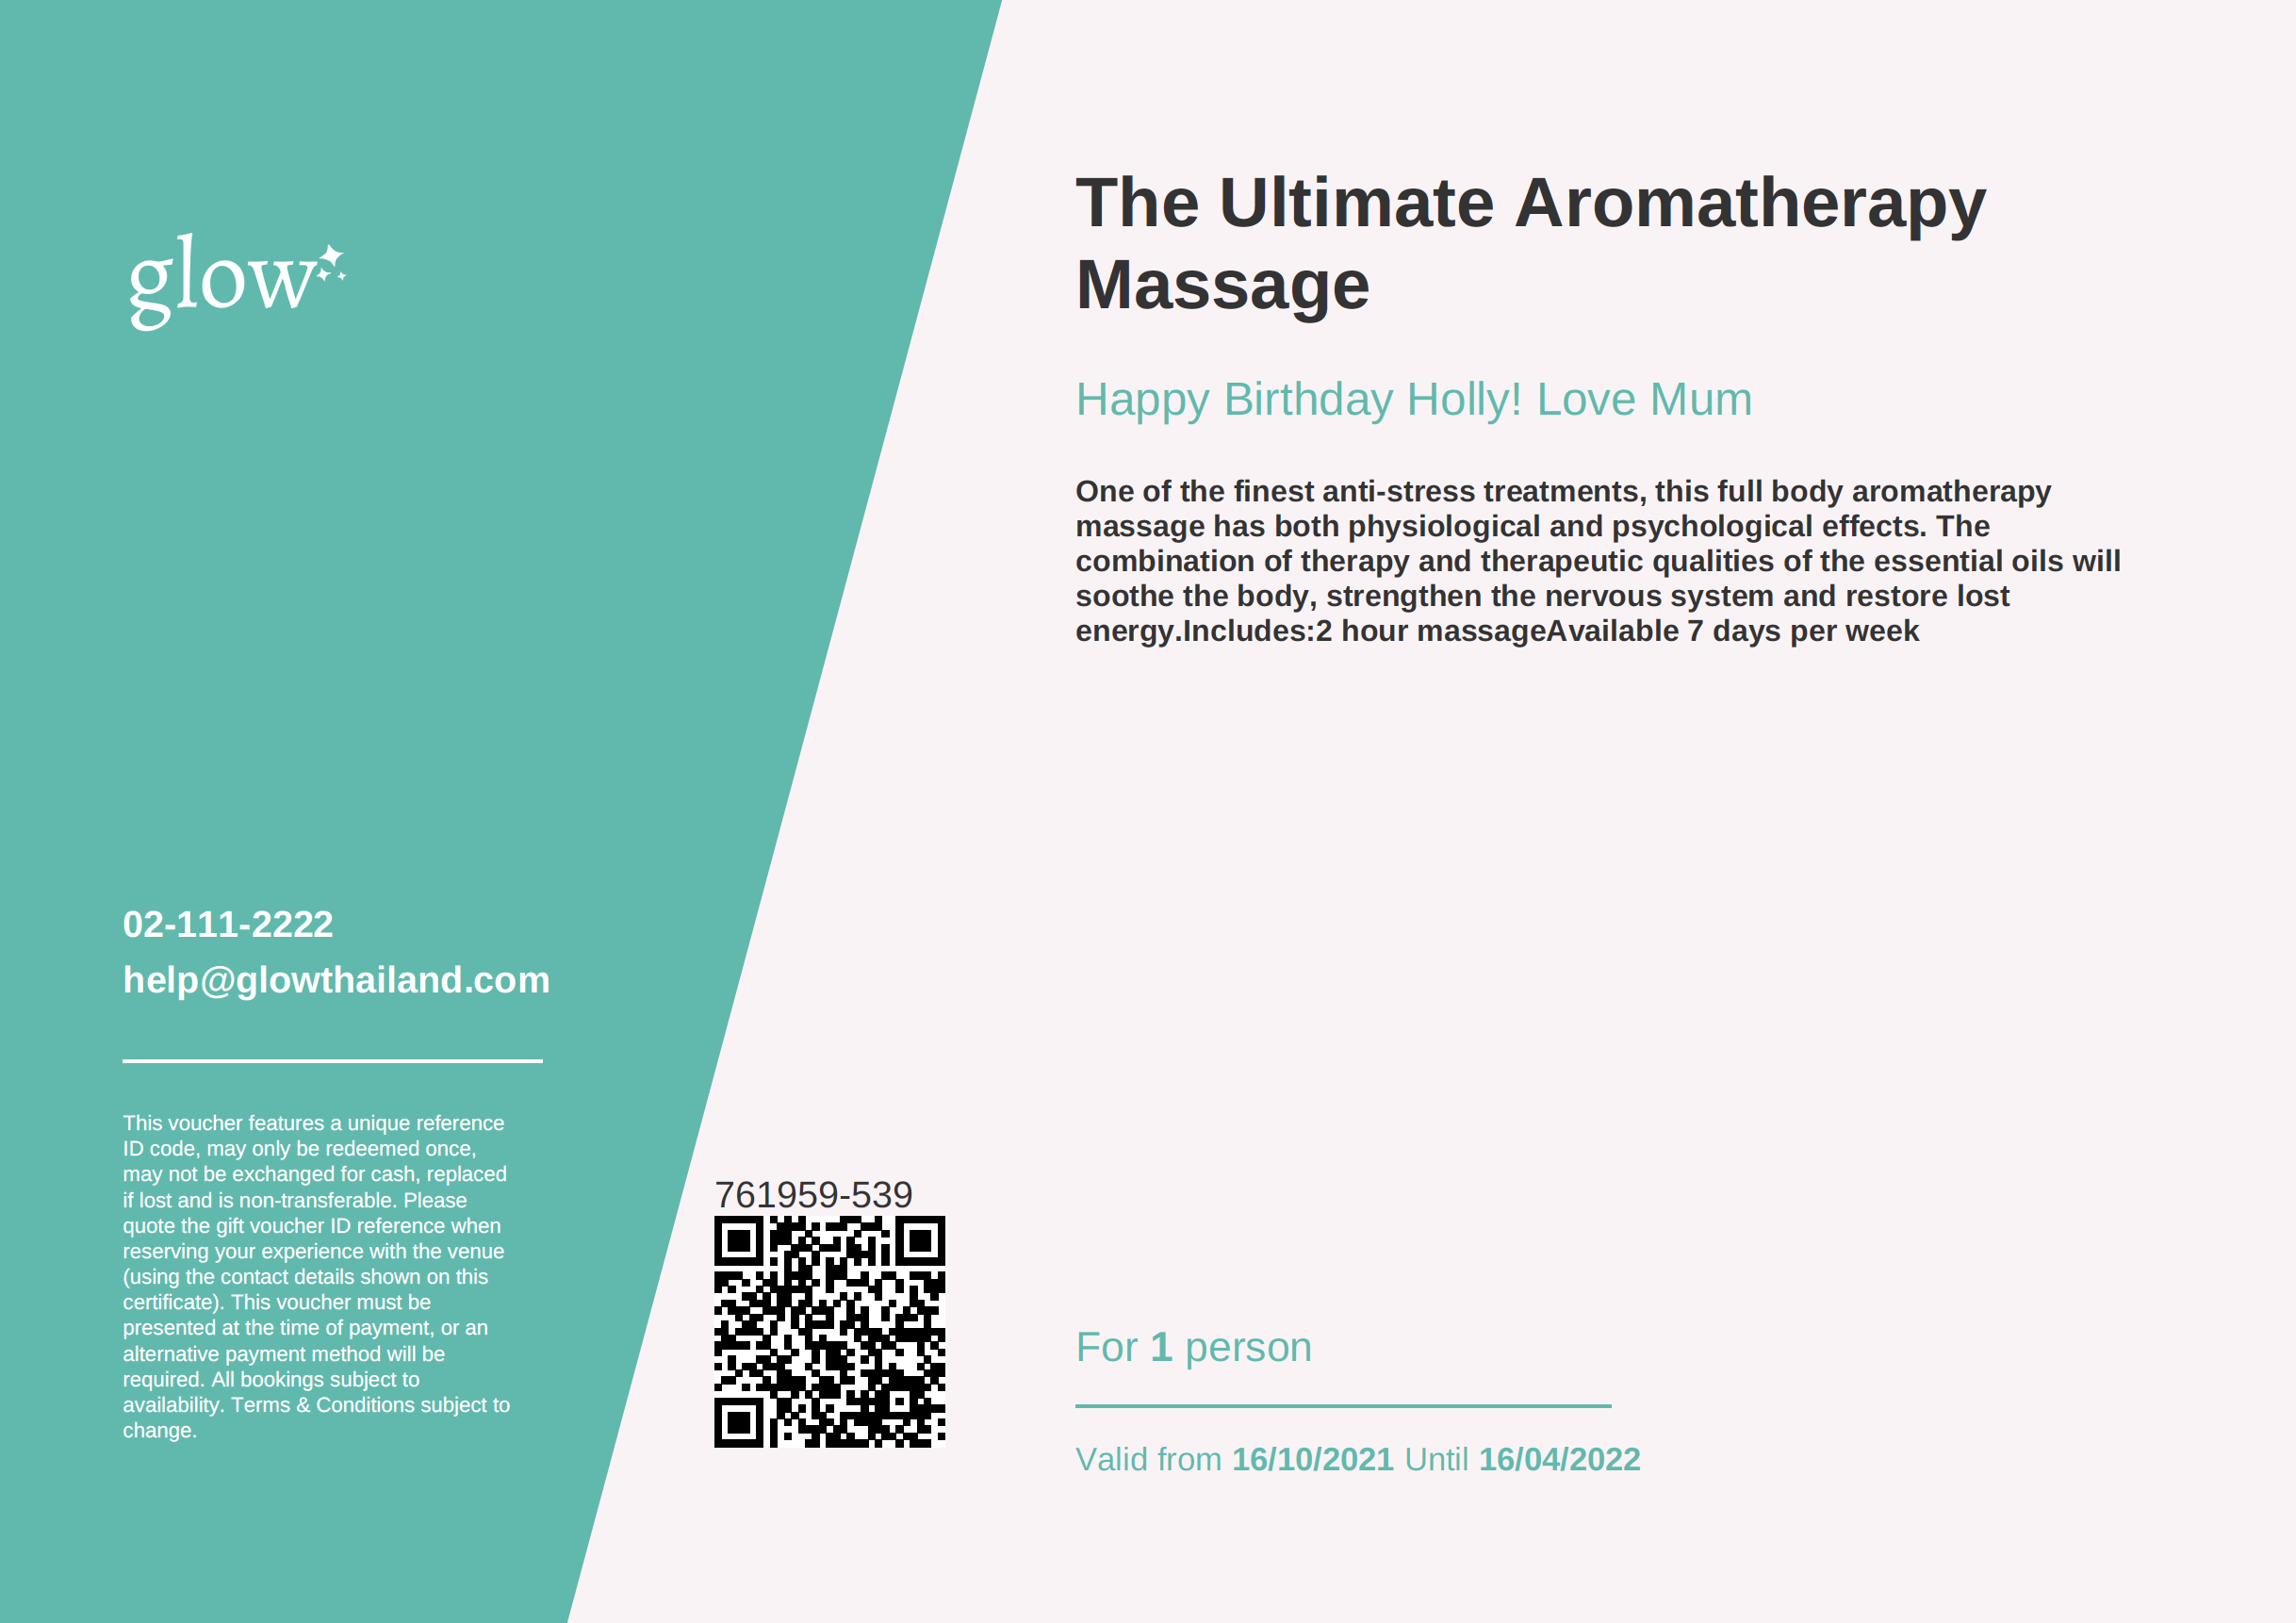 glow
The Ultimate Aromatherapy
Massage
Happy Birthday Holly! Love Mum
One of the finest anti-stress treatments, this full body aromatherapy
massage has both physiological and psychological effects. The
combination of therapy and therapeutic qualities of the essential oils will
soothe the body, strengthen the nervous system and restore lost
energy.Includes:2 hour massageAvailable 7 days per week
02-111-2222
help@glowthailand.com
This voucher features a unique reference
ID code, may only be redeemed once,
may not be exchanged for cash, replaced
if lost and is non-transferable. Please
quote the gift voucher ID reference when
reserving your experience with the venue
(using the contact details shown on this
certificate). This voucher must be
presented at the time of payment, or an
alternative payment method will be
required. All bookings subject to
availability. Terms & Conditions subject to
change.
761959-539
For 1 person
Valid from 16/10/2021 Until 16/04/2022